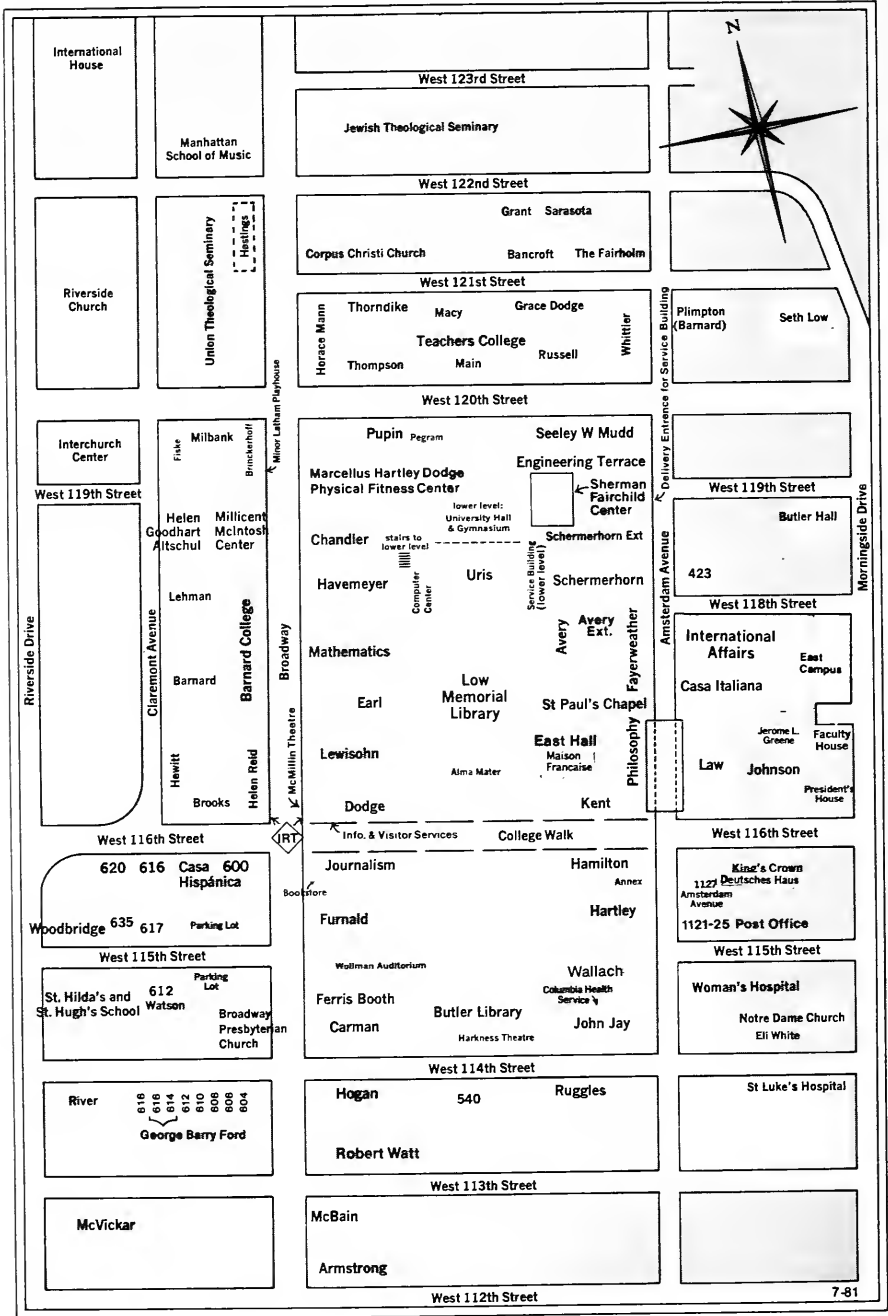 N
International
House
West 123rd Street
Jewish Theological Seminary
Manhattan
School of Music
West 122nd Street
Grant Sarasota
Hastings
Union Theological Seminary
Corpus Christi Church
Bancroft
The Fairholm
West 121st Street
Riverside
Church
Horace Mann
Thorndike
Macy
Grace Dodge
Teachers College
Thompson
Main
Russell
Whittier
Delivery Entrance for Service Building
Plimpton
(Barnard)
Seth Low
Minor Latham Playhouse
West 120th Street
Interchurch
Center
Fiske
Milbank
Brinckerhoff
Pupin
Pegram
Seeley W Mudd
Marcellus Hartley Dodge
Physical Fitness Center
Engineering Terrace
Sherman
Fairchild
Center
West 119th Street
West 119th Street
Helen
Goodhart
Altschul
Millicent
McIntosh
Center
lower level:
University Hall
& Gymnasium
Chandler
stairs to
lower level
Schermerhorn Ext
Butler Hall
Morningside Drive
Havemeyer
Computer
Center
Uris
Service Building
(lower level)
Schermerhorn
423
Amsterdam Avenue
Lehman
West 118th Street
Riverside Drive
Claremont Avenue
Barnard College
Broadway
Mathematics
Avery
Avery
Ext.
Fayerweather
International
Affairs
East
Campus
Barnard
Earl
Low
Memorial
Library
St Paul's Chapel
Casa Italiana
McMillin Theatre
Lewisohn
East Hall
Maison
Francaise
Philosophy
Jerome L.
Greene
Faculty
House
Alma Mater
Law
Johnson
Hewitt
Brooks
Helen Reid
Dodge
Kent
President's
House
West 116th Street
IRT
Info. & Visitor Services
College Walk
West 116th Street
620
616
Casa
Hispánica
600
Journalism
Hamilton
Annex
King's Crown
1127
Amsterdam
Avenue
Deutsches Haus
Bookstore
Woodbridge
635
617
Parking Lot
Furnald
Hartley
1121-25 Post Office
West 115th Street
West 115th Street
Wollman Auditorium
Wallach
Columbia Health
Service
Parking
Lot
St. Hilda's and
St. Hugh's School
612
Watson
Broadway
Presbyterian
Church
Ferris Booth
Carman
Butler Library
Harkness Theatre
John Jay
Woman's Hospital
Notre Dame Church
Eli White
West 114th Street
River
618
616
614
612
610
608
606
604
George Barry Ford
Hogan
540
Ruggles
St Luke's Hospital
Robert Watt
West 113th Street
McVickar
McBain
Armstrong
West 112th Street
7-81